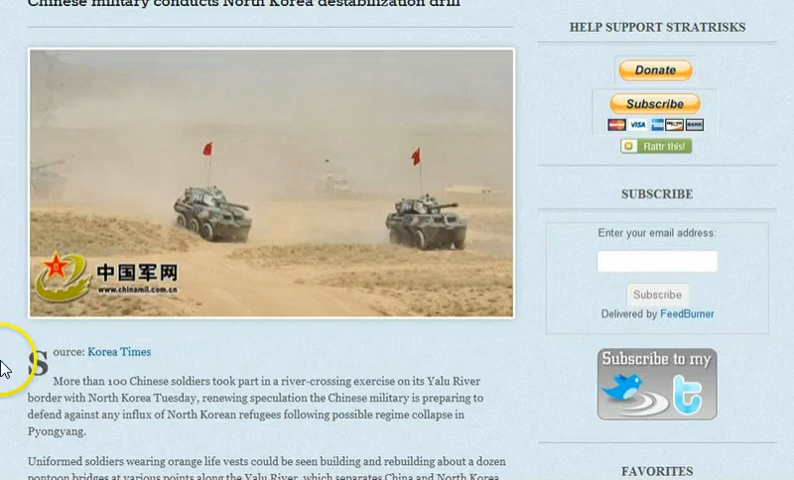 Chinese military conducts North Korea destabilization drill
中国军网
www.chinamil.com.cn
Source: Korea Times
More than 100 Chinese soldiers took part in a river-crossing exercise on its Yalu River
border with North Korea Tuesday, renewing speculation the Chinese military is preparing to
defend against any influx of North Korean refugees following possible regime collapse in
Pyongyang.
Uniformed soldiers wearing orange life vests could be seen building and rebuilding about a dozen
pontoon bridges at various points along the Yalu River, which separates China and North Korea
HELP SUPPORT STRATRISKS
Donate
Subscribe
VISA
BANK
Flattr this!
SUBSCRIBE
Enter your email address:
Subscribe
Delivered by FeedBurner
Subscribe to my
t
FAVORITES